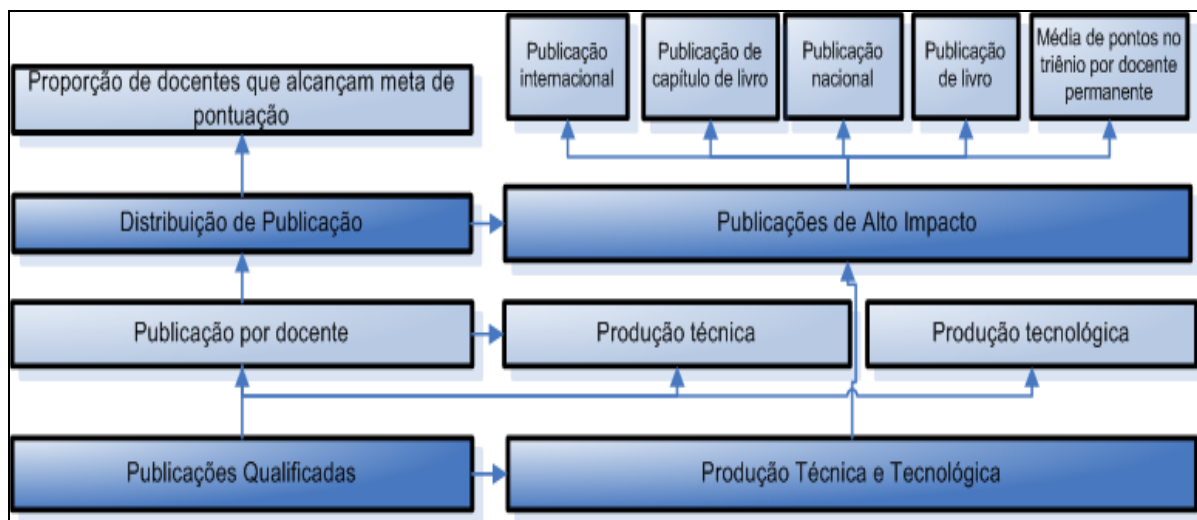 Proporção de docentes que alcançam meta de
pontuação
Publicação
internacional
Publicação de
capítulo de livro
Publicação
nacional
Publicação
de livro
Média de pontos no
triênio por docente
permanente
Distribuição de Publicação
Publicações de Alto Impacto
Publicação por docente
Produção técnica
Produção tecnológica
Publicações Qualificadas
Produção Técnica e Tecnológica